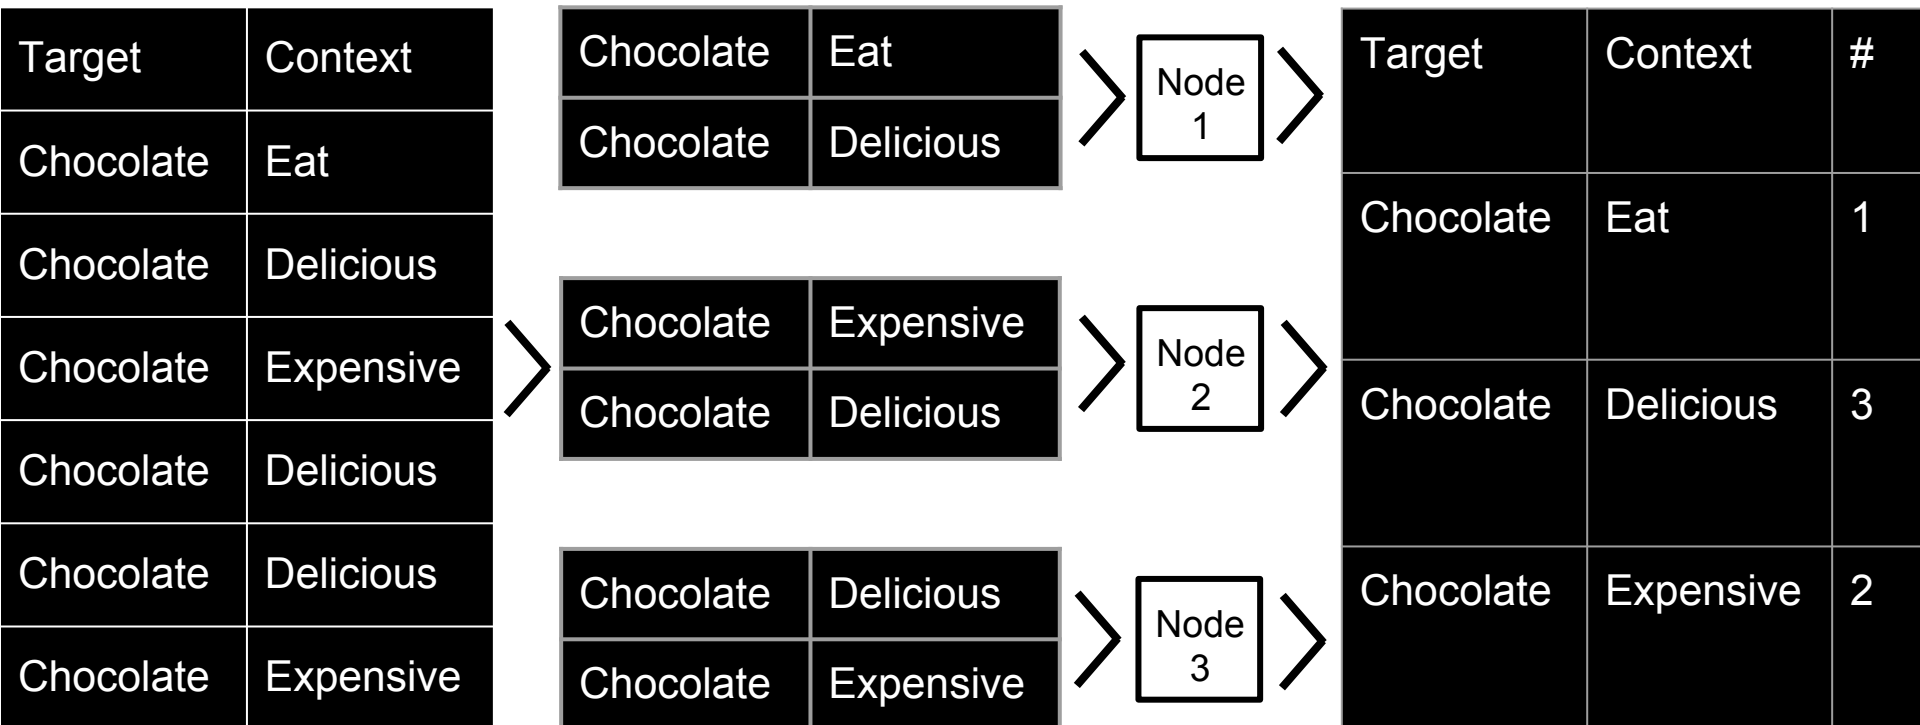 Target Context
Chocolate Eat
Chocolate Delicious
Chocolate Expensive
Chocolate Delicious
Chocolate Delicious
Chocolate Expensive
Chocolate Eat
Chocolate Delicious
Node
1
Chocolate Expensive
Chocolate Delicious
Node
2
Chocolate Delicious
Chocolate Expensive
Node
3
Target Context #
Chocolate Eat 1
Chocolate Delicious 3
Chocolate Expensive 2